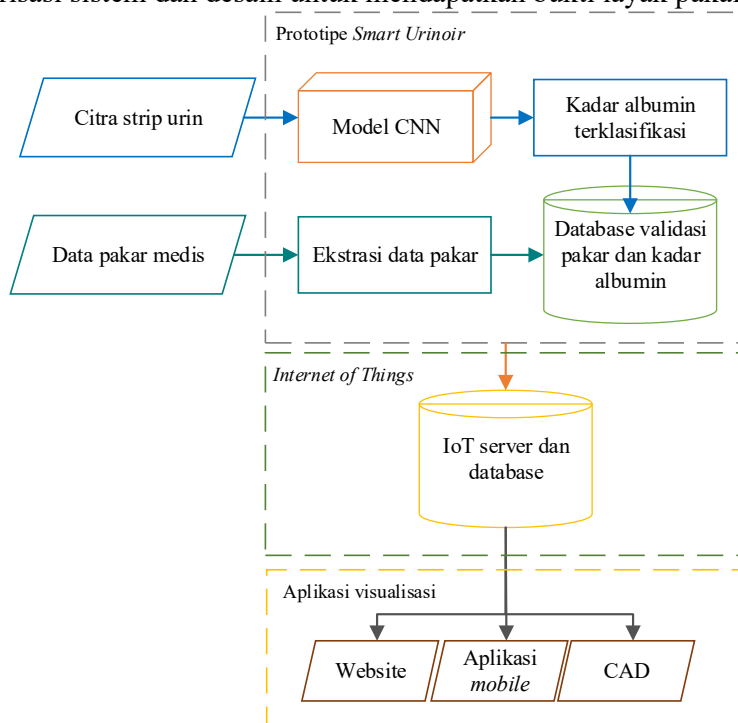 Prototipe Smart Urinoir
Citra strip urin
Model CNN
Kadar albumin
terklasifikasi
Data pakar medis
Ekstrasi data pakar
Database validasi
pakar dan kadar
albumin
Internet of Things
IoT server dan
database
Aplikasi visualisasi
Website
Aplikasi
mobile
CAD